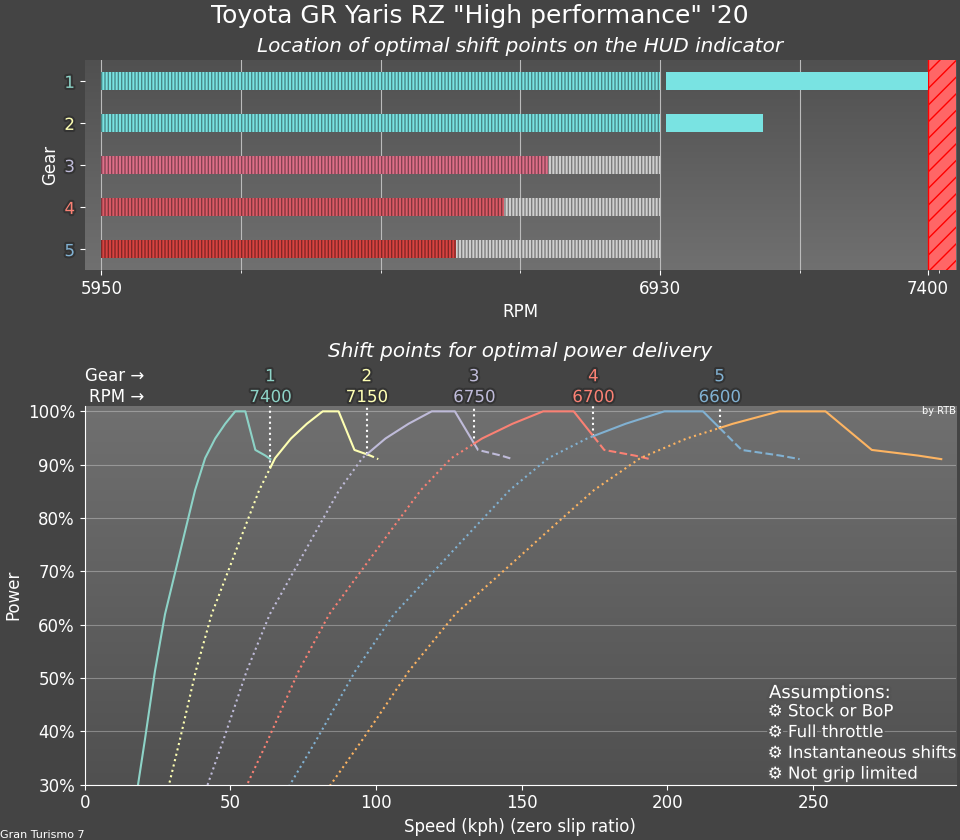 Toyota GR Yaris RZ "High performance" '20
Location of optimal shift points on the HUD indicator
Gear
1
2
3
4
5
5950 6930 7400
RPM
Shift points for optimal power delivery
Gear → 1 2 3 4 5
RPM → 7400 7150 6750 6700 6600
by RTB
Power
100%
90%
80%
70%
60%
50%
40%
30%
Assumptions:
⚙ Stock or BoP
⚙ Full throttle
⚙ Instantaneous shifts
⚙ Not grip limited
0 50 100 150 200 250
Speed (kph) (zero slip ratio)
Gran Turismo 7